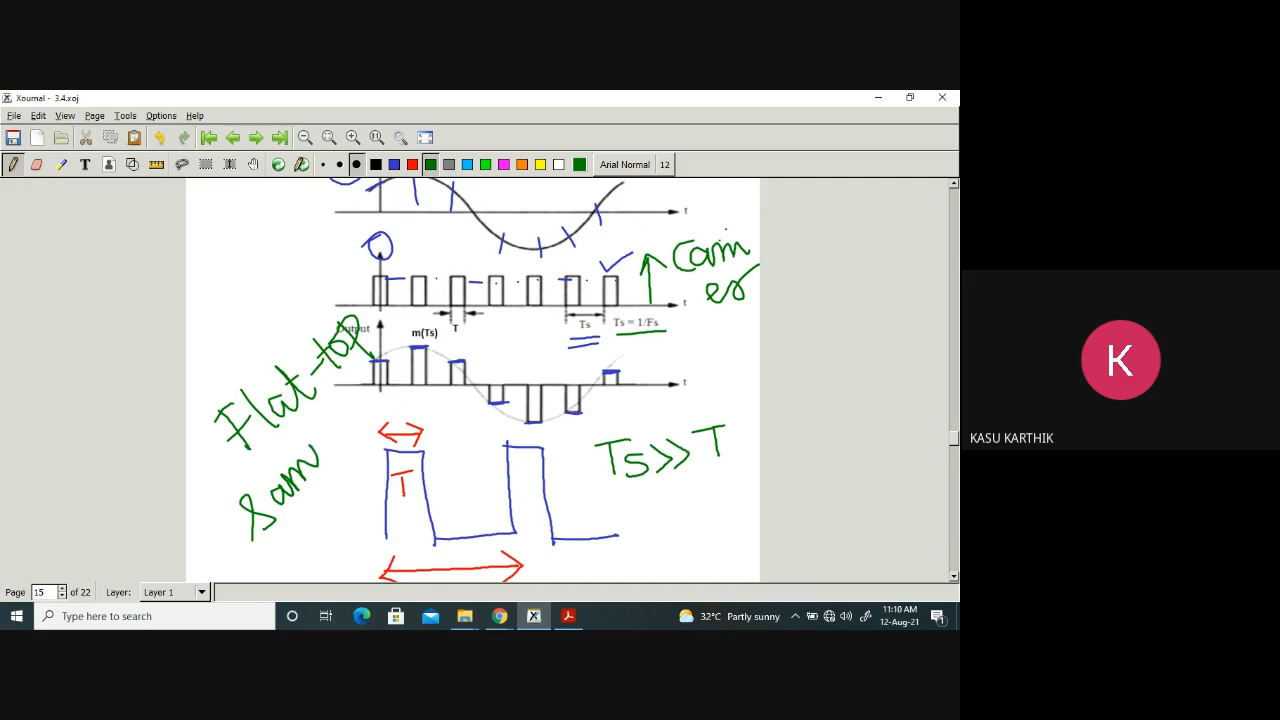 Xournal - 3.4.xoj
File Edit View Page Tools Options Help
T Arial Normal 12
t
Ts Ts = 1/Fs t
T
Output m(Ts)
t
Flat-top
Sam
T
Ts >> T
KASU KARTHIK
Page 15 of 22 Layer: Layer 1
Type here to search
32°C Partly sunny
11:10 AM
12-Aug-21
1
K